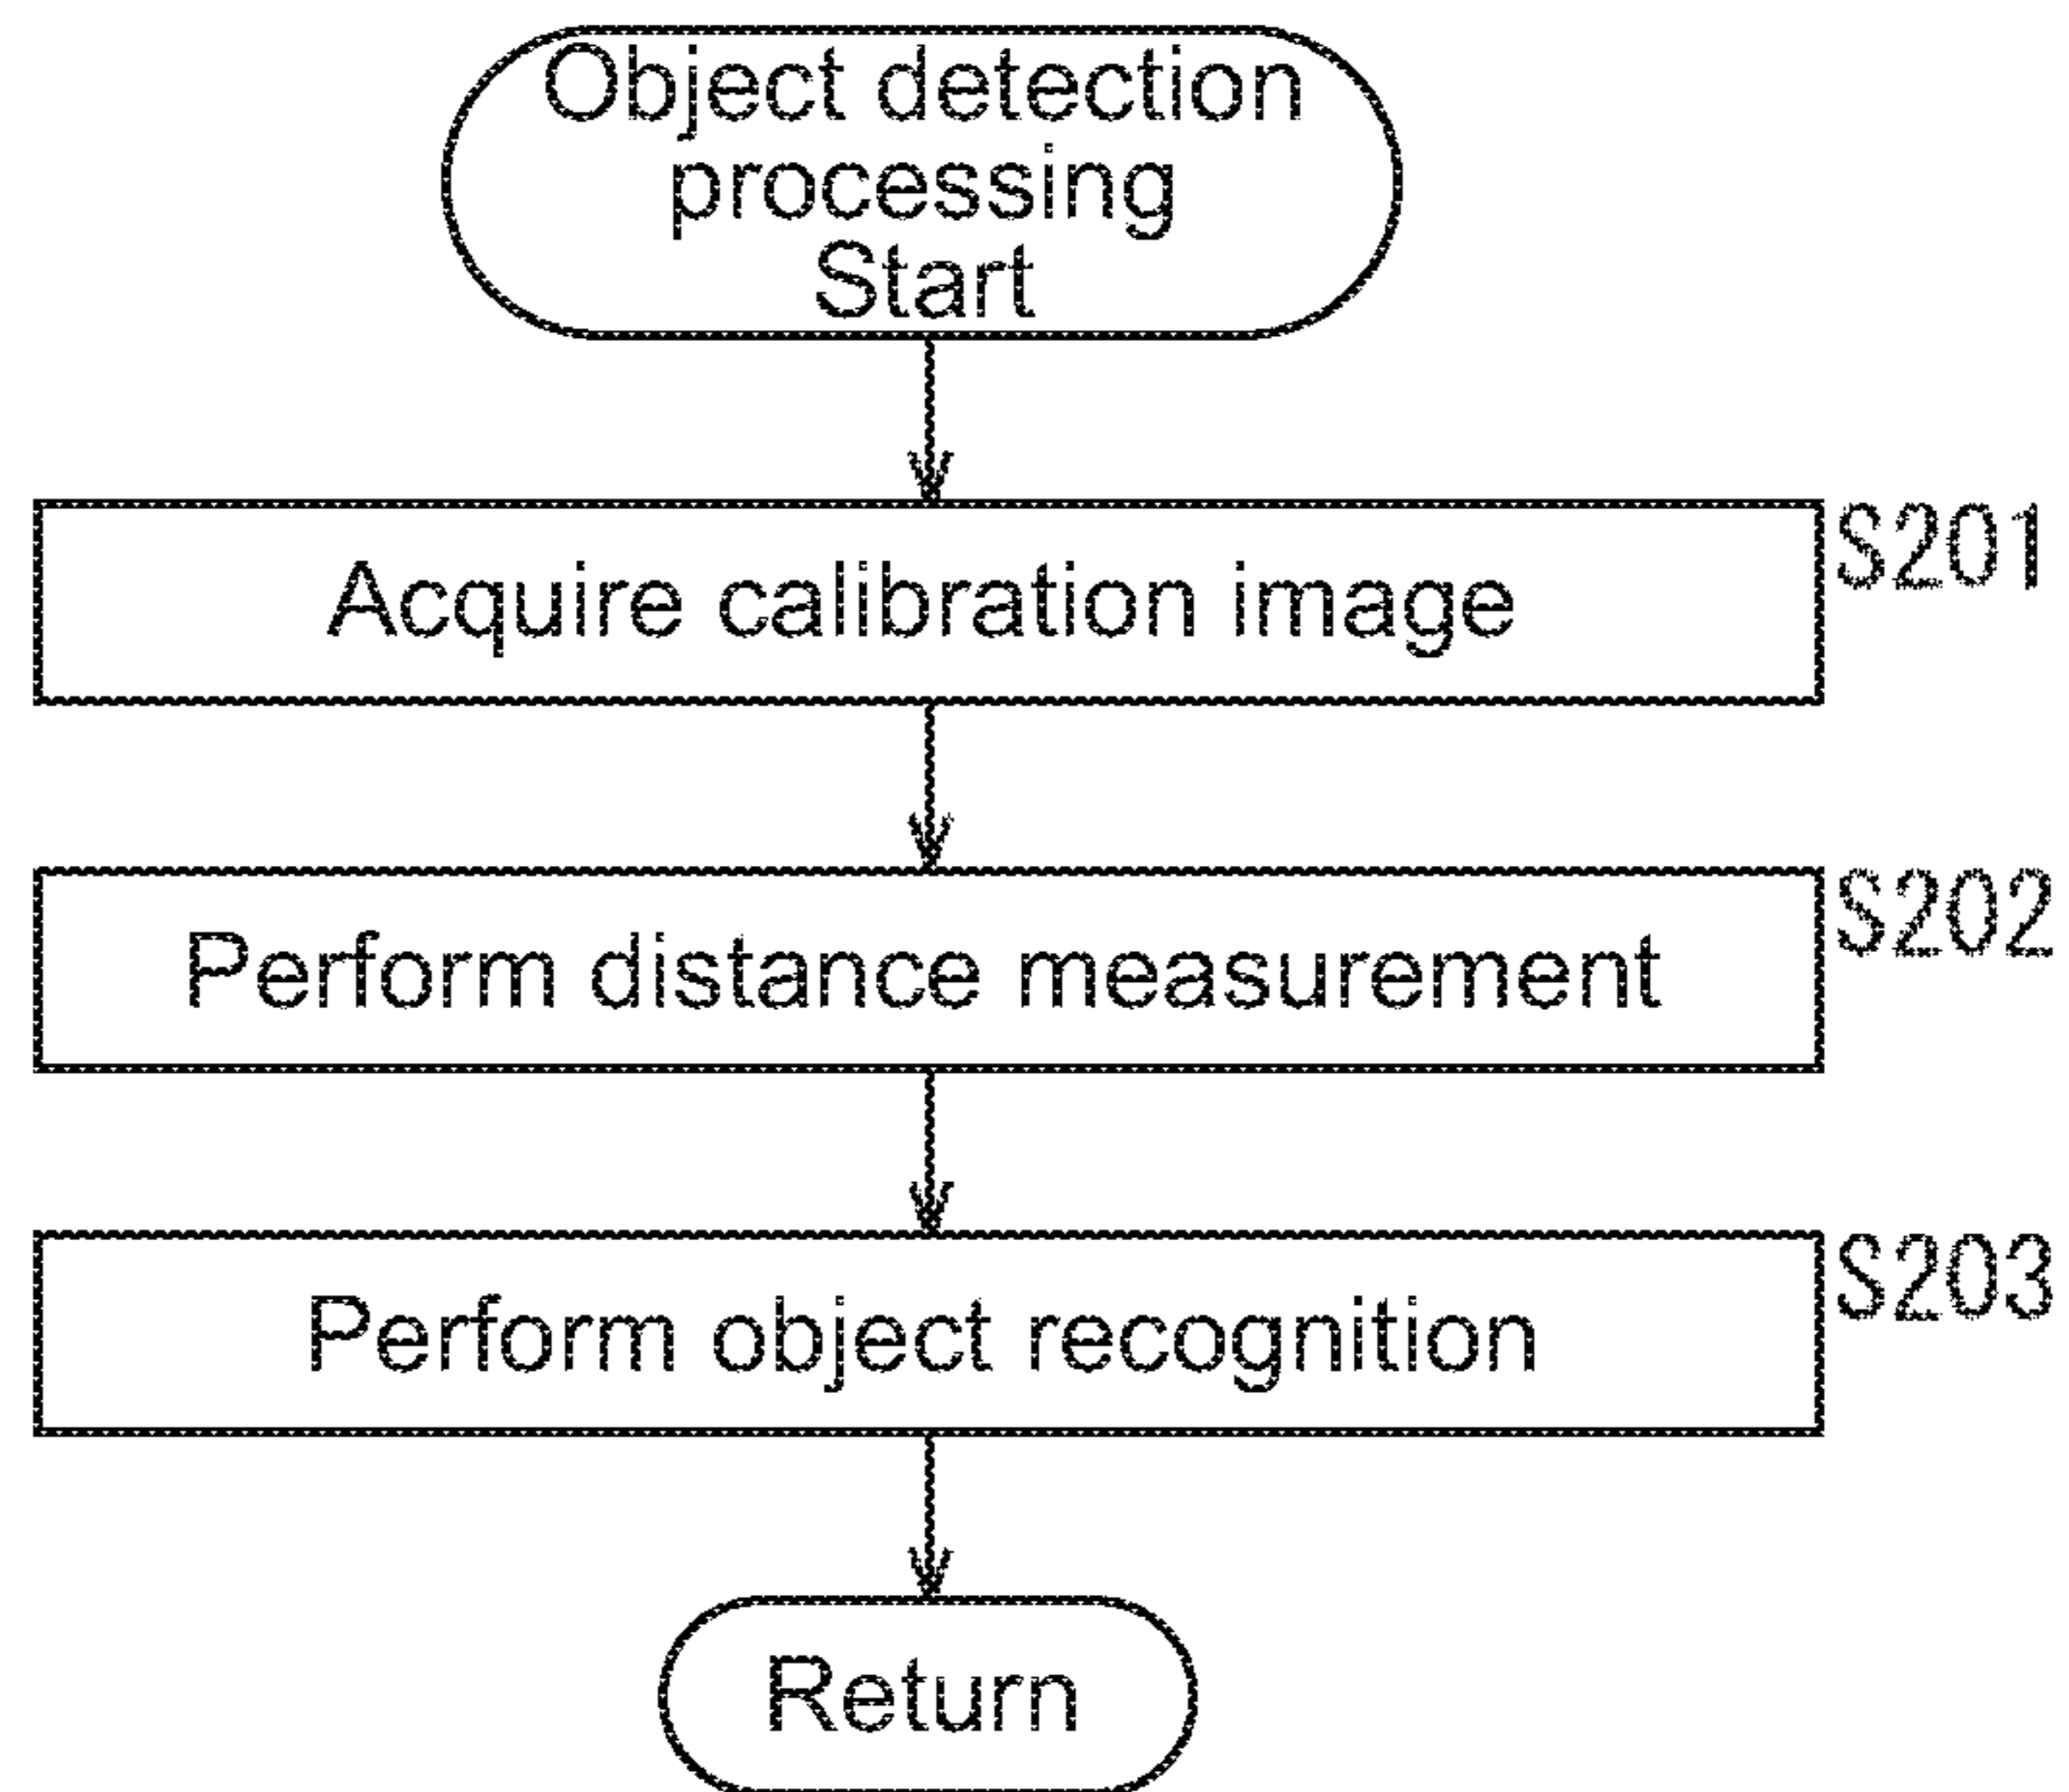 Object detection
processing
Start
Acquire calibration image
S201
Perform distance measurement
S202
Perform object recognition
S203
Return